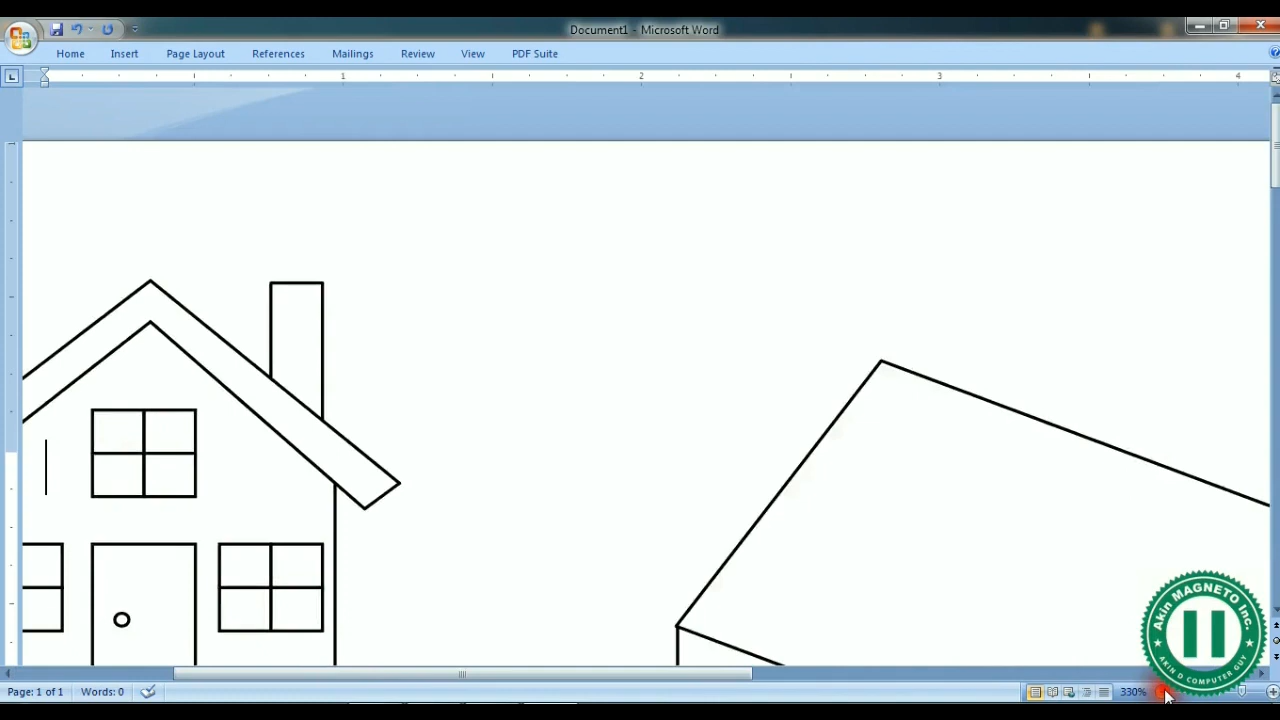 Document1 - Microsoft Word
Home Insert Page Layout References Mailings Review View PDF Suite
1 2 3 4
Akin MAGNETO Inc.
AKIN D COMPUTER GUY
Page: 1 of 1 Words: 0 330%